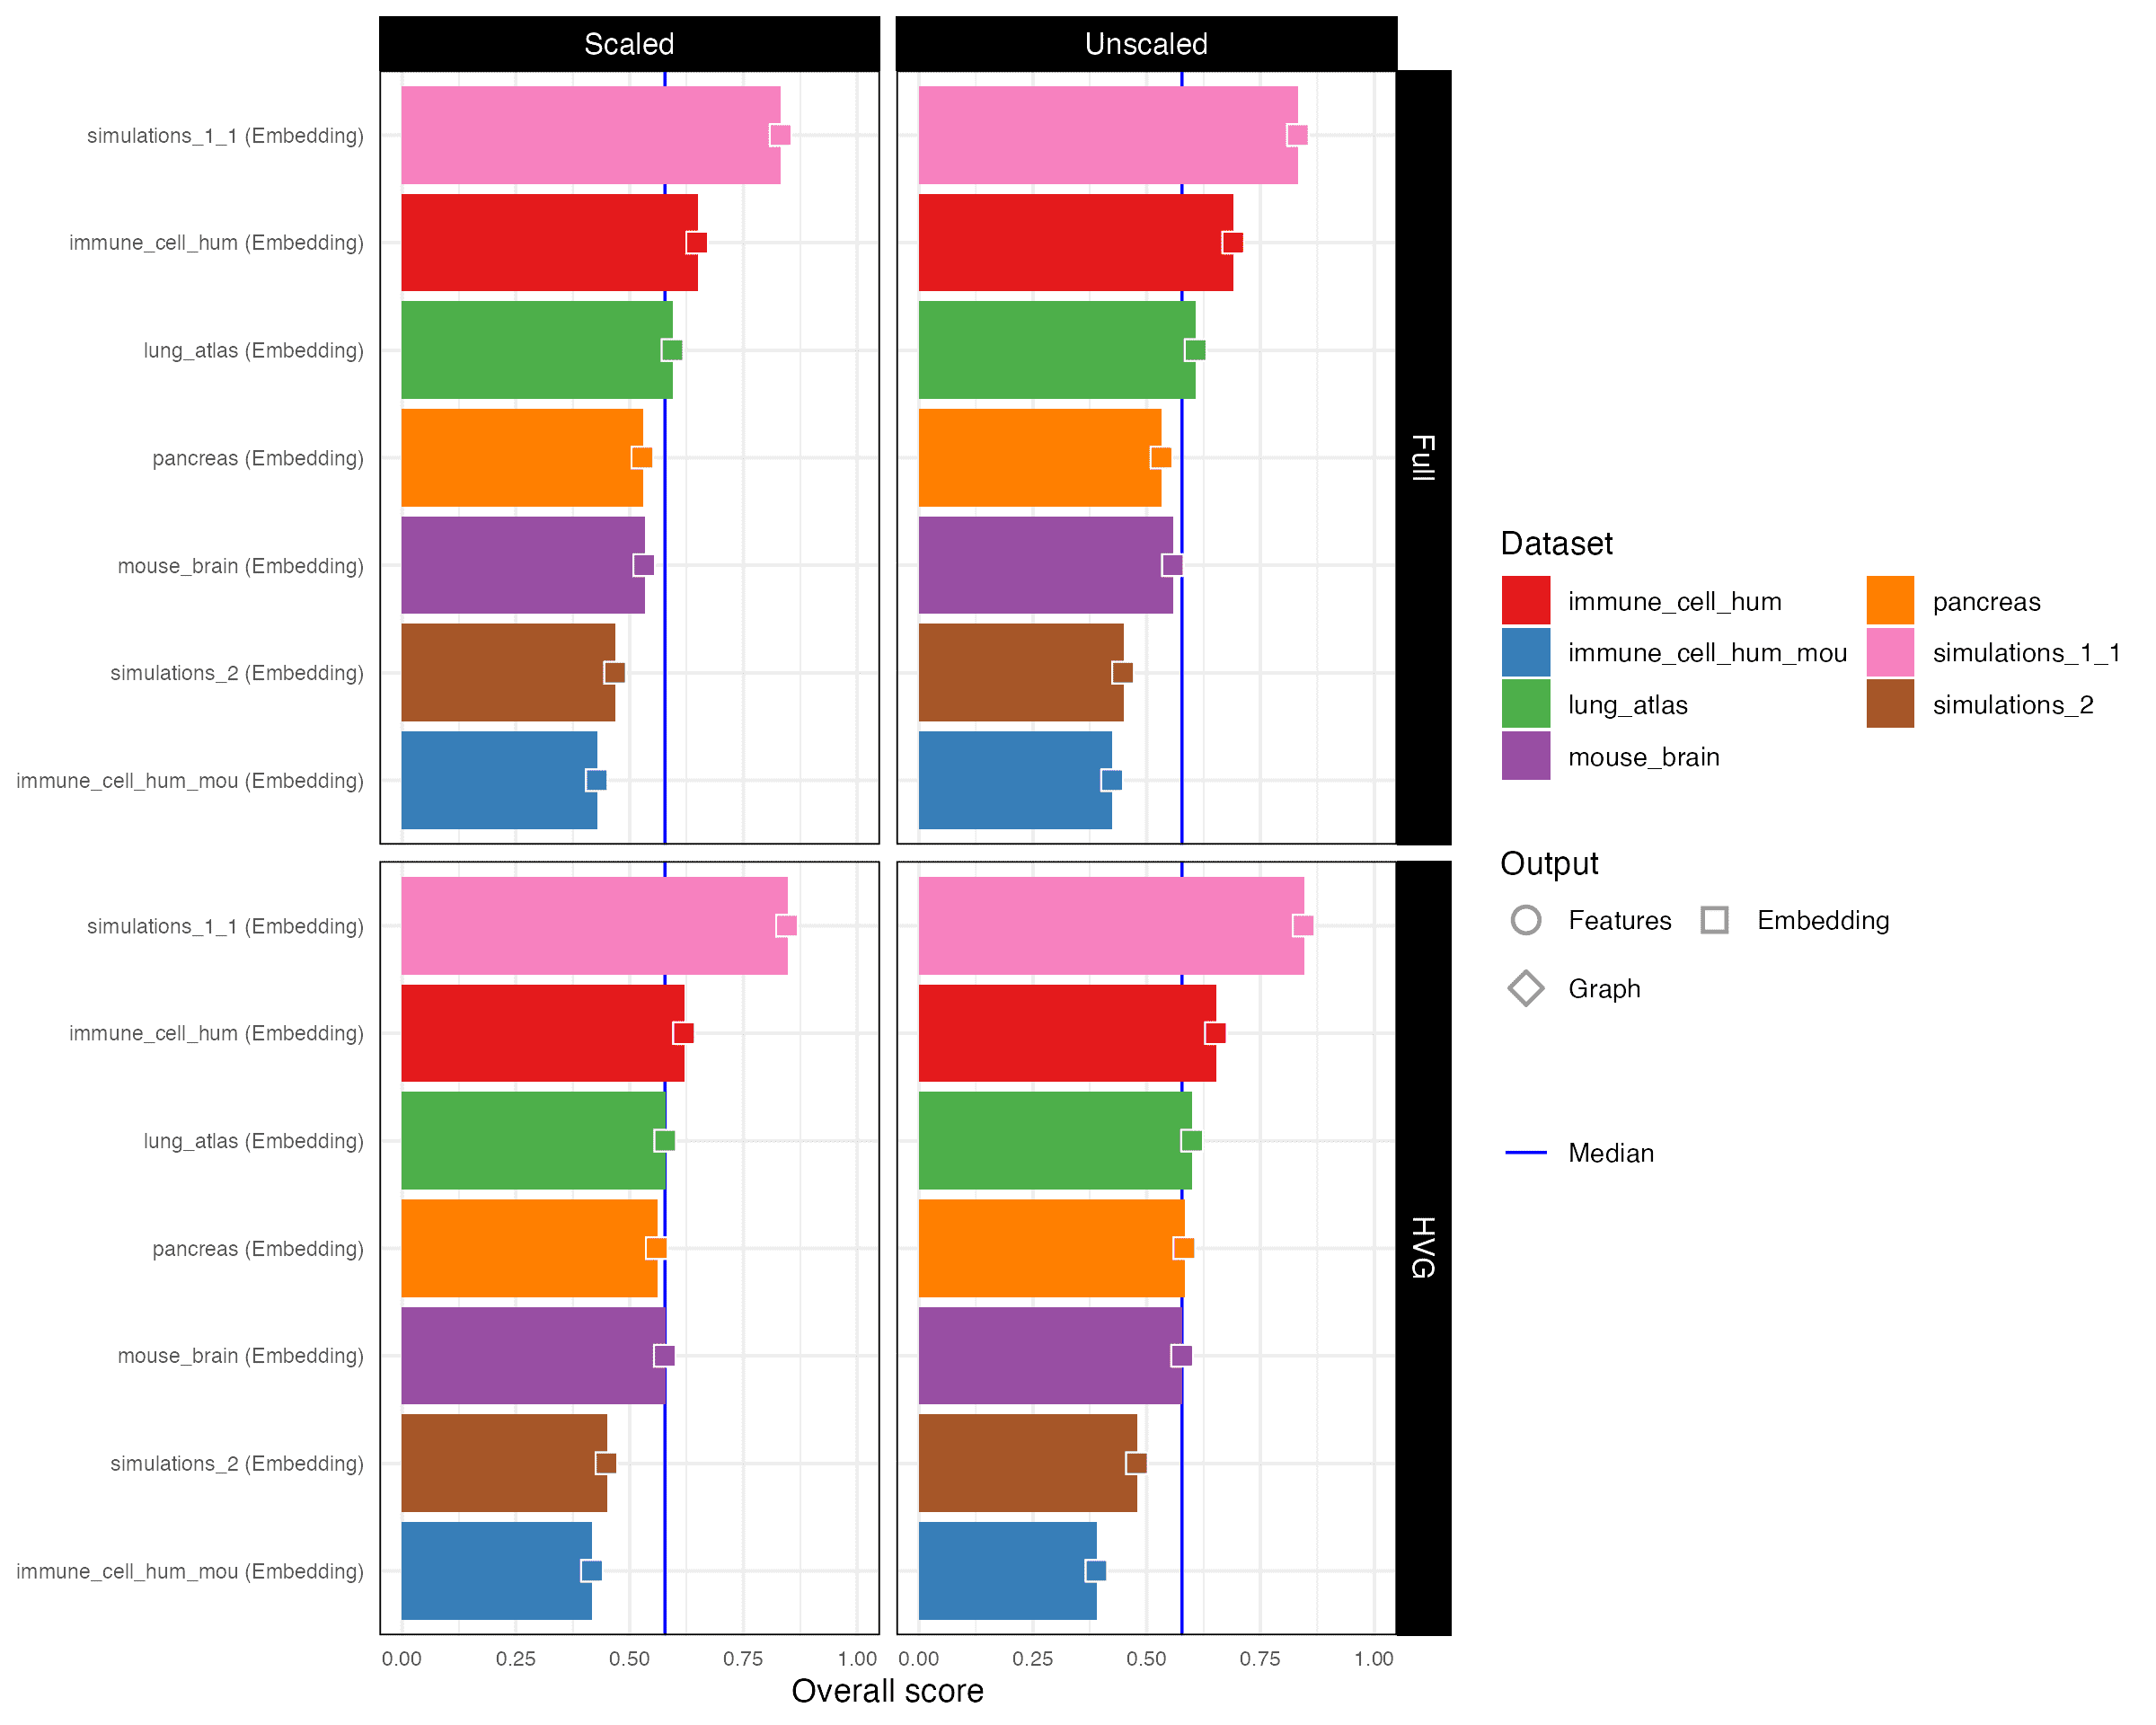 Scaled
Unscaled
simulations_1_1 (Embedding)
immune_cell_hum (Embedding)
lung_atlas (Embedding)
pancreas (Embedding)
mouse_brain (Embedding)
simulations_2 (Embedding)
immune_cell_hum_mou (Embedding)
Full
simulations_1_1 (Embedding)
immune_cell_hum (Embedding)
lung_atlas (Embedding)
pancreas (Embedding)
mouse_brain (Embedding)
simulations_2 (Embedding)
immune_cell_hum_mou (Embedding)
HVG
0.00 0.25 0.50 0.75 1.00 0.00 0.25 0.50 0.75 1.00
Overall score
Dataset
immune_cell_hum
immune_cell_hum_mou
lung_atlas
mouse_brain
pancreas
simulations_1_1
simulations_2
Output
Features
Embedding
Graph
Median